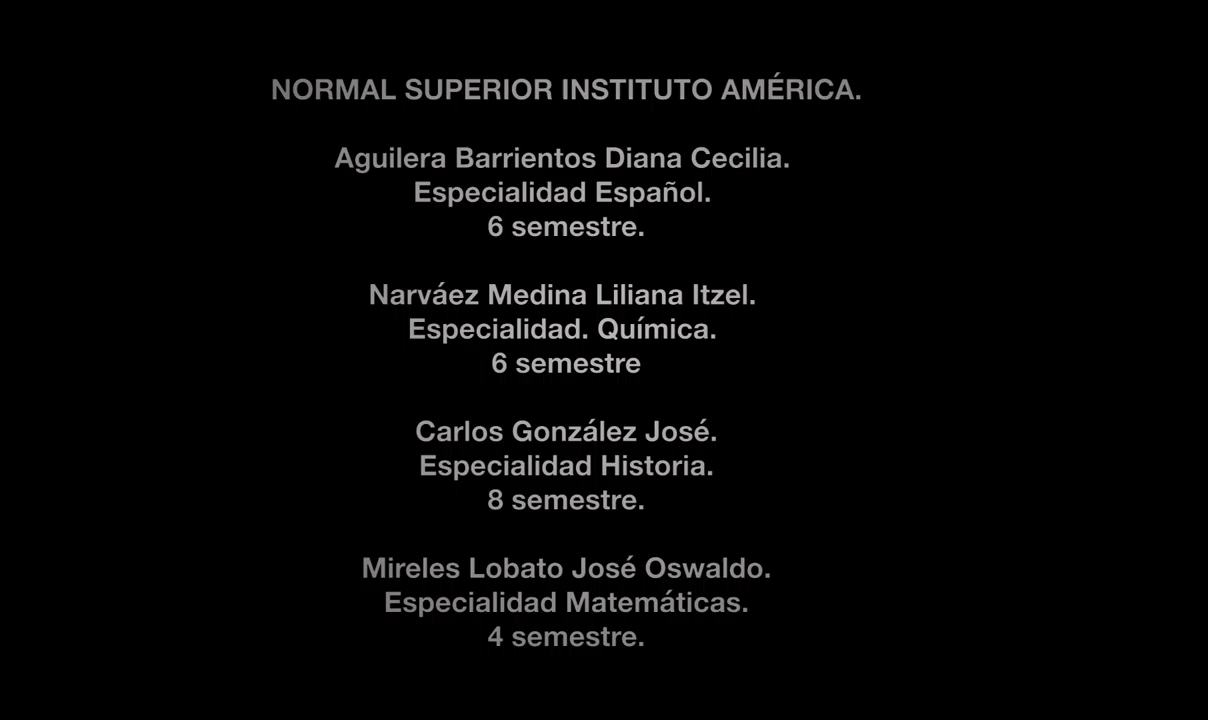 NORMAL SUPERIOR INSTITUTO AMÉRICA.
Aguilera Barrientos Diana Cecilia.
Especialidad Español.
6 semestre.
Narváez Medina Liliana Itzel.
Especialidad. Química.
6 semestre
Carlos González José.
Especialidad Historia.
8 semestre.
Mireles Lobato José Oswaldo.
Especialidad Matemáticas.
4 semestre.